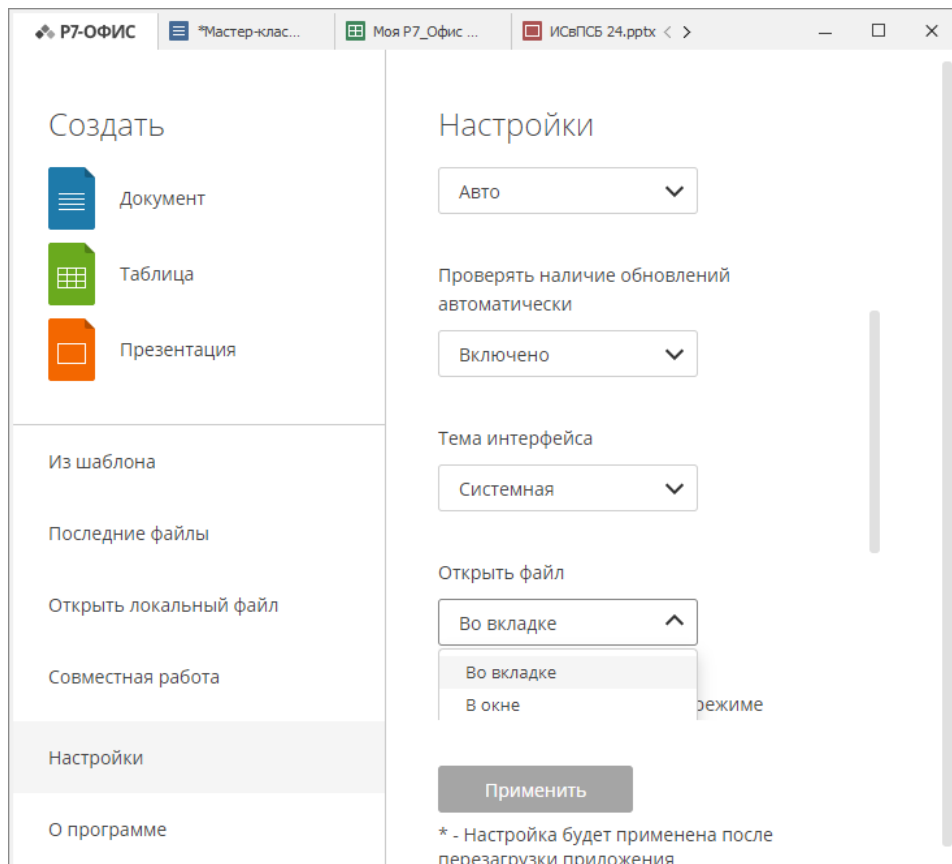 Р7-ОФИС
*Мастер-клас...
Моя Р7_Офис ...
ИСвПСБ 24.pptx
Создать
Документ
Таблица
Презентация
Из шаблона
Последние файлы
Открыть локальный файл
Совместная работа
Настройки
О программе
Настройки
Авто
Проверять наличие обновлений
автоматически
Включено
Тема интерфейса
Системная
Открыть файл
Во вкладке
Во вкладке
В окне
режиме
Применить
* - Настройка будет применена после
перезагрузки приложения